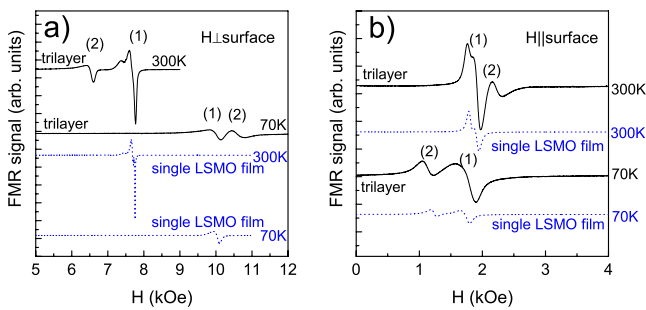 a)
(1)
H⊥surface
(2)
trilayer
300K
(1)
(2)
trilayer
70K
300K
single LSMO film
single LSMO film
70K
5 6 7 8 9 10 11 12
H (kOe)
FMR signal (arb. units)
b)
(1)
H||surface
(2)
trilayer
300K
300K
single LSMO film
(2)
(1)
70K
trilayer
single LSMO film
70K
0 1 2 3 4
H (kOe)
FMR signal (arb. units)